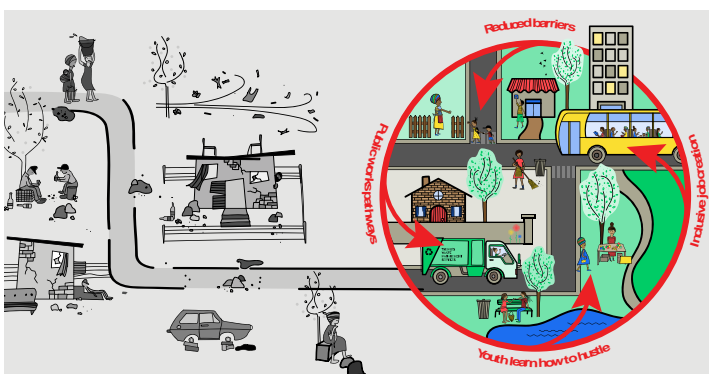 Reduced barriers
Public works pathways
Inclusive job creation
Youth learn how to hustle